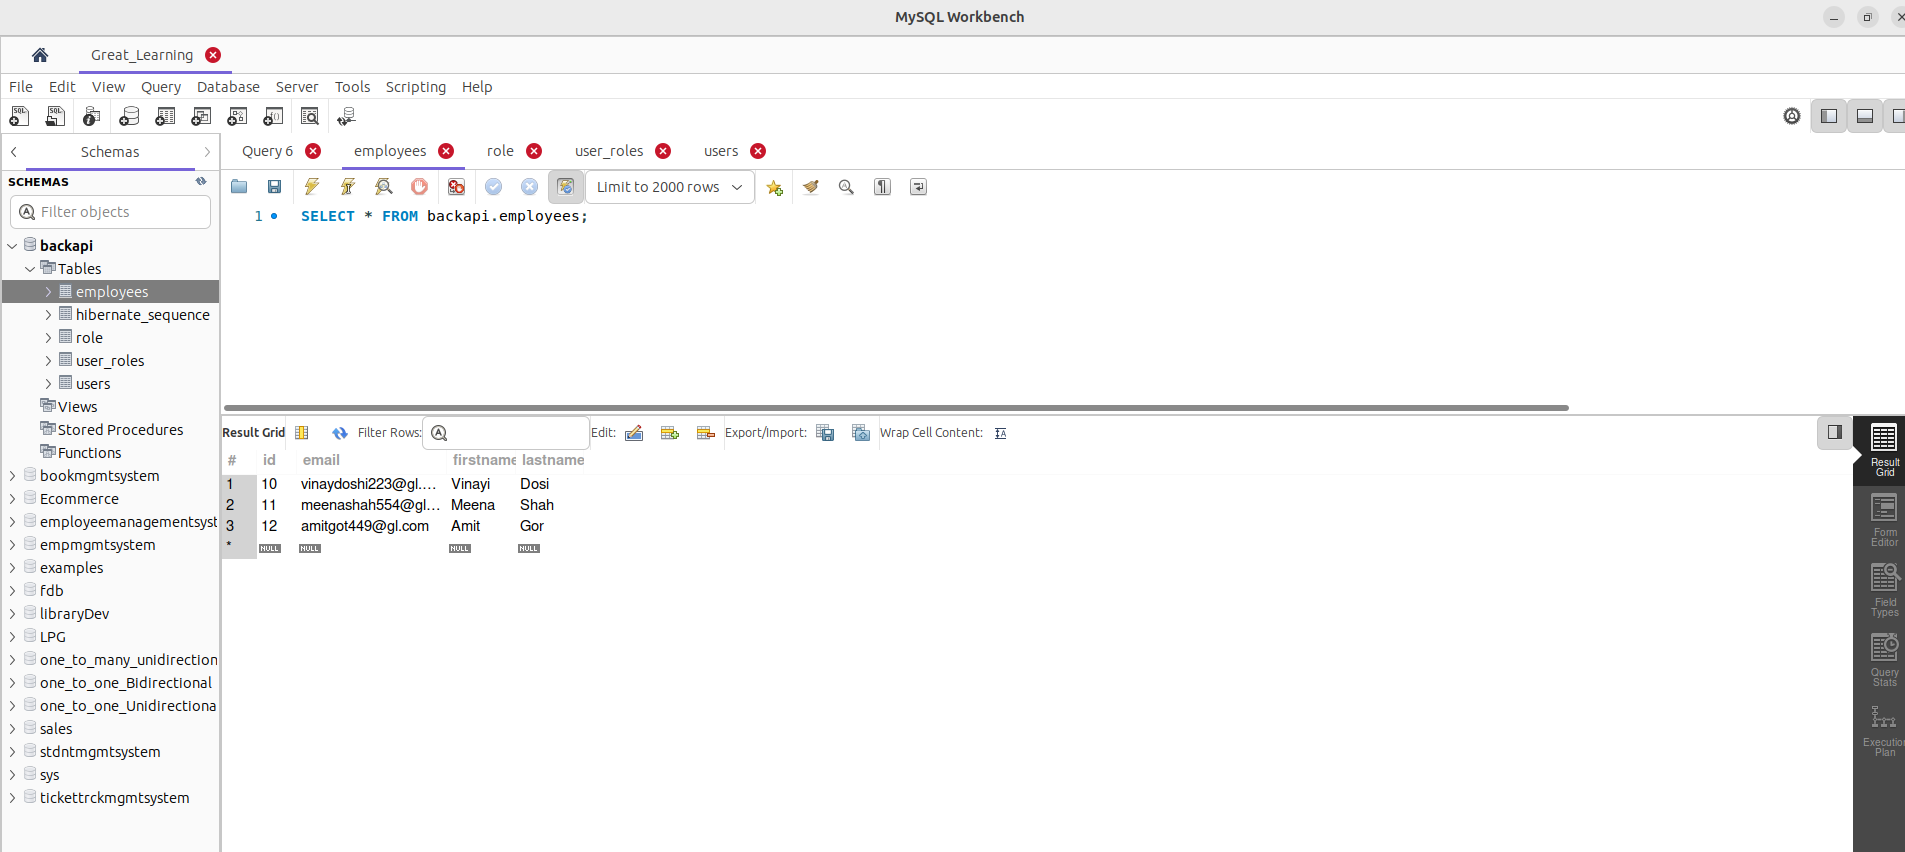 MySQL Workbench
Great_Learning
File Edit View Query Database Server Tools Scripting Help
Schemas
Query 6 employees role user_roles users
SCHEMAS
Limit to 2000 rows
Filter objects
1 SELECT * FROM backapi.employees;
backapi
Tables
employees
hibernate_sequence
role
user_roles
users
Views
Stored Procedures
Functions
bookmgmtsystem
Ecommerce
employeemanagementsyst
empmgmtsystem
examples
fdb
libraryDev
LPG
one_to_many_unidirection
one_to_one_Bidirectional
one_to_one_Unidirectiona
sales
stdntmgmtsystem
sys
tickettrckmgmtsystem
Result Grid Filter Rows: Edit: Export/Import: Wrap Cell Content:
# id email firstname lastname
1 10 vinaydoshi223@gl.... Vinayi Dosi
2 11 meenashah554@gl... Meena Shah
3 12 amitgot449@gl.com Amit Gor
* NULL NULL NULL NULL
Result
Grid
Form
Editor
Field
Types
Query
Stats
Executio
Plan